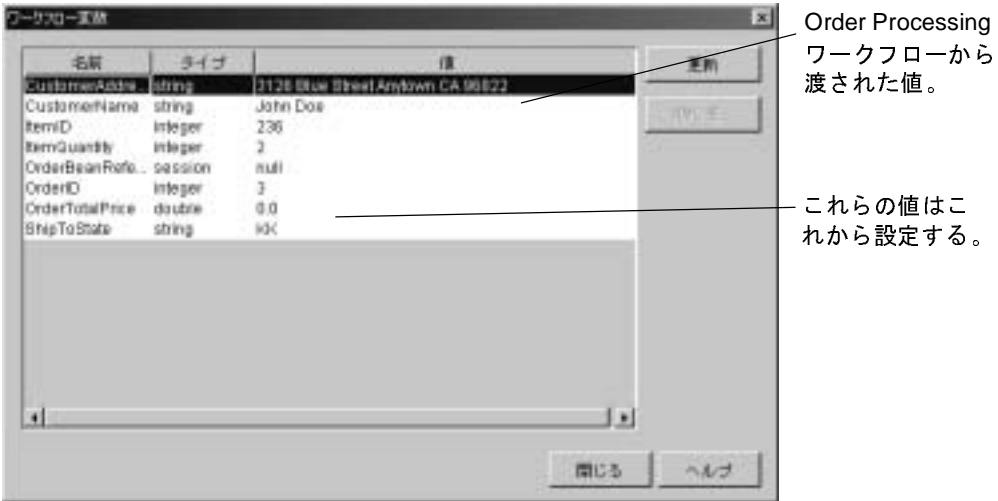 ワークフロー変数
名前 タイプ 値
CustomerAddre... string 3128 Blue Street Anytown CA 96822
CustomerName string John Doe
ItemID integer 236
ItemQuantity integer 2
OrderBeanRefe... session null
OrderID integer 3
OrderTotalPrice double 0.0
ShipToState string
更新
閉じる ヘルプ
Order Processing
ワークフローから
渡された値。
これらの値はこ
れから設定する。